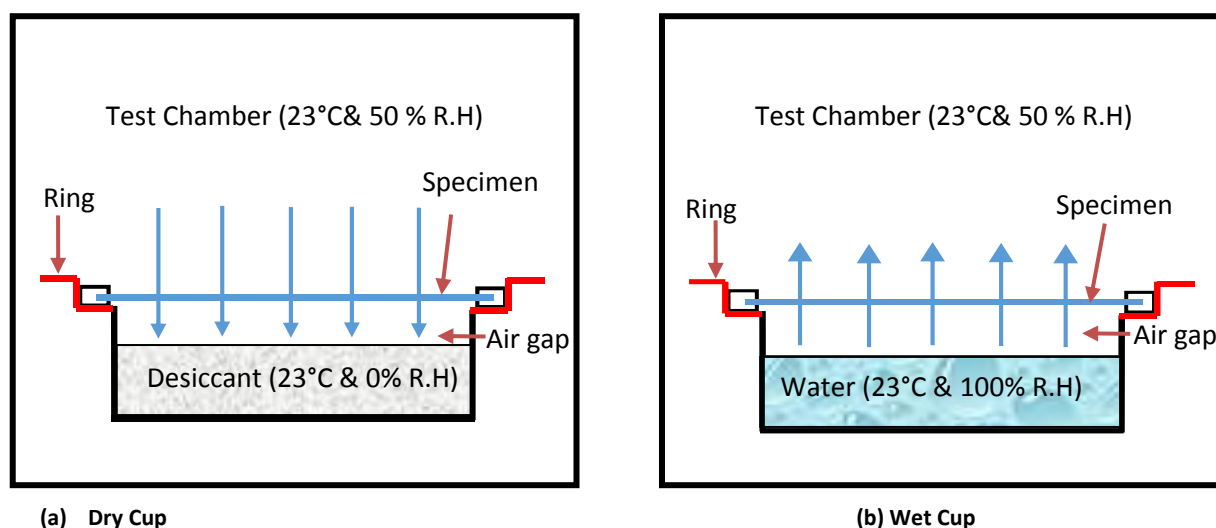 Test Chamber (23°C& 50 % R.H)
Ring
Specimen
Air gap
Desiccant (23°C & 0% R.H)
(a) Dry Cup
Test Chamber (23°C& 50 % R.H)
Ring
Specimen
Air gap
Water (23°C & 100% R.H)
(b) Wet Cup